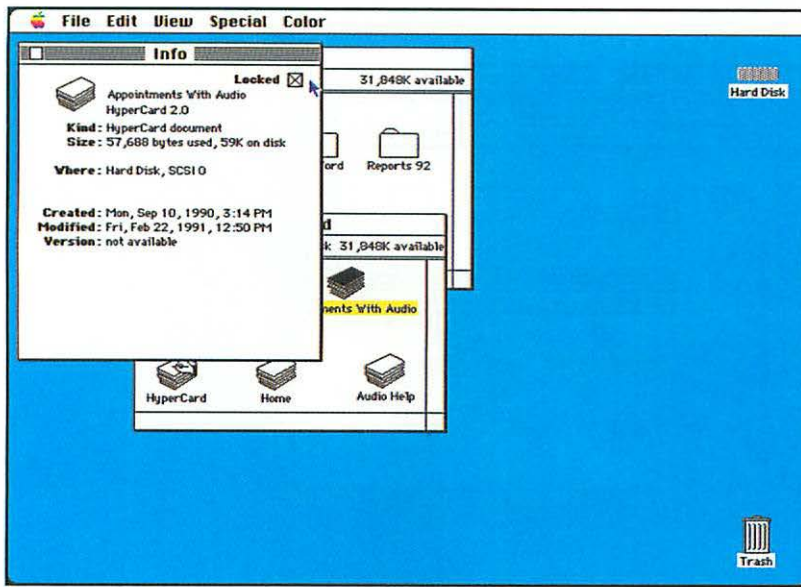 File Edit View Special Color
Info
Locked
Appointments With Audio
HyperCard 2.0
Kind: HyperCard document
Size: 57,688 bytes used, 59K on disk
Where: Hard Disk, SCSI 0
Created: Mon, Sep 10, 1990, 3:14 PM
Modified: Fri, Feb 22, 1991, 12:50 PM
Version: not available
31,848K available
Reports 92
31,848K available
ments With Audio
HyperCard
Home
Audio Help
Hard Disk
Trash